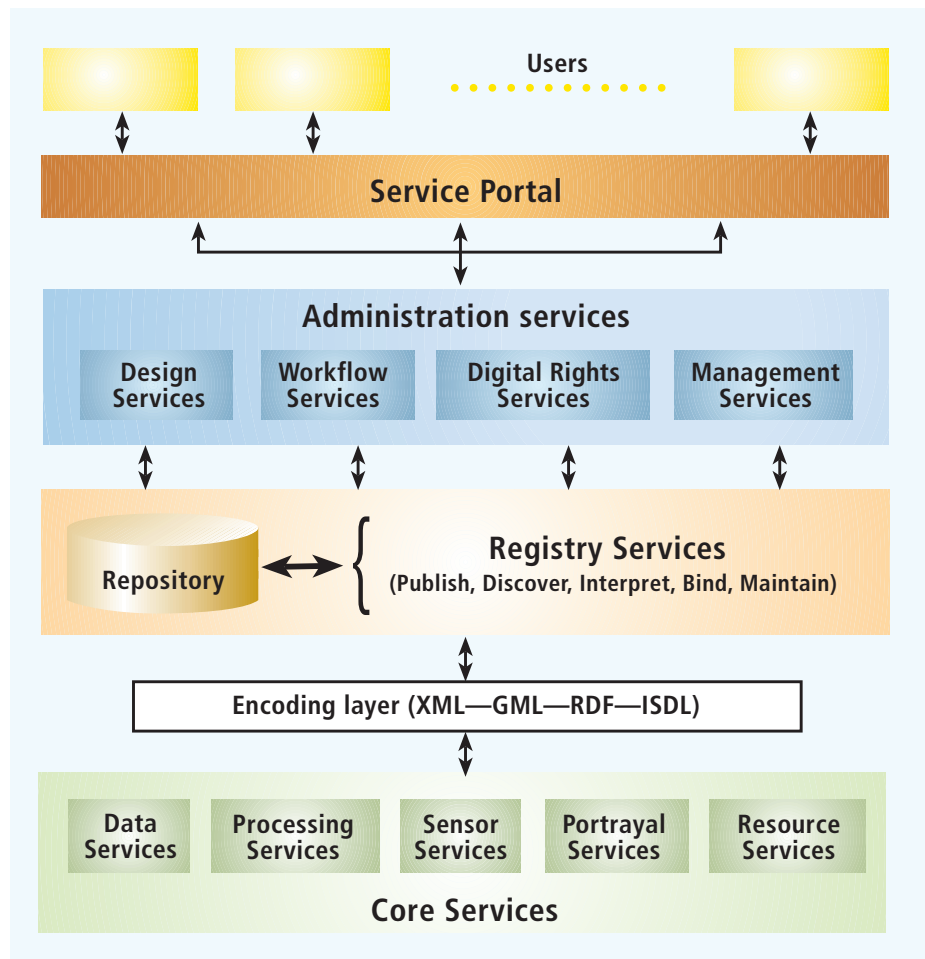 Users
Service Portal
Administration services
Design
Services
Workflow
Services
Digital Rights
Services
Management
Services
Repository
Registry Services
(Publish, Discover, Interpret, Bind, Maintain)
Encoding layer (XML—GML—RDF—ISDL)
Data
Services
Processing
Services
Sensor
Services
Portrayal
Services
Resource
Services
Core Services